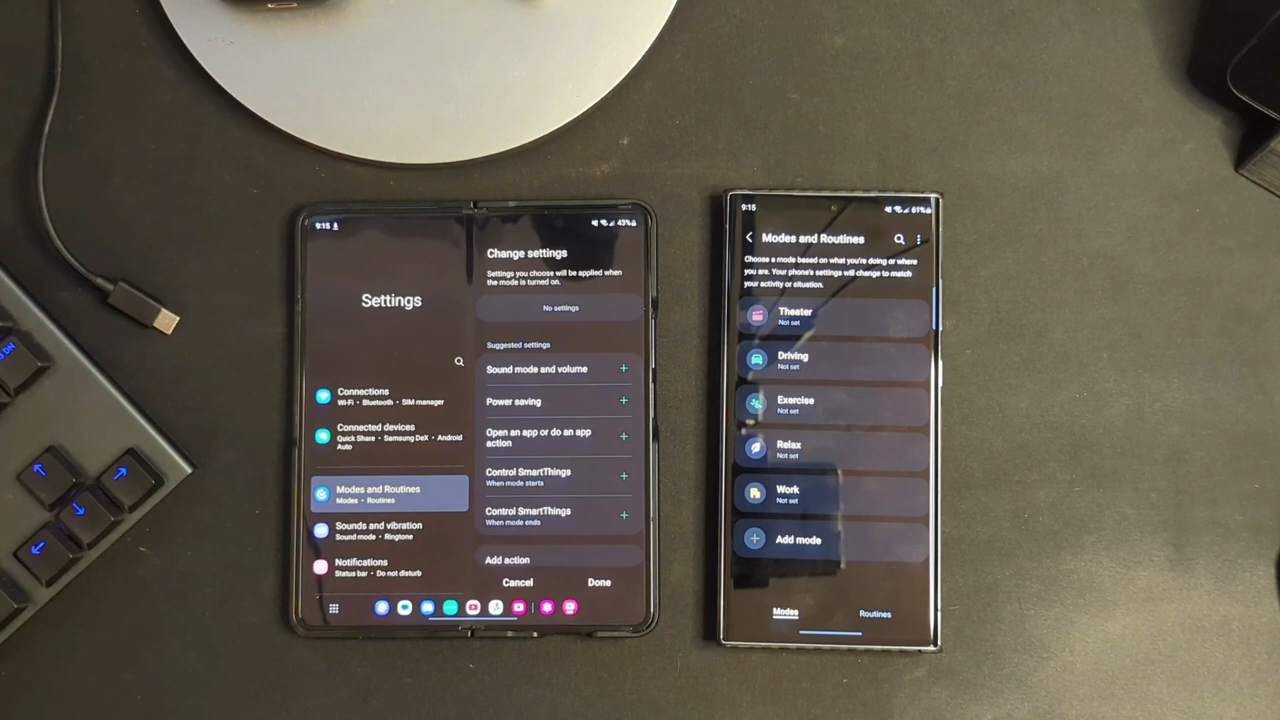 9:15
43%
Settings
Connections
Wi-Fi • Bluetooth • SIM manager
Connected devices
Quick Share • Samsung DeX • Android
Auto
Modes and Routines
Modes • Routines
Sounds and vibration
Sound mode • Ringtone
Notifications
Status bar • Do not disturb
Change settings
Settings you choose will be applied when
the mode is turned on.
No settings
Suggested settings
Sound mode and volume
Power saving
Open an app or do an app
action
Control SmartThings
When mode starts
Control SmartThings
When mode ends
Add action
Cancel
Done
9:15
61%
Modes and Routines
Choose a mode based on what you're doing or where
you are. Your phone's settings will change to match
your activity or situation.
Theater
Not set
Driving
Not set
Exercise
Not set
Relax
Not set
Work
Not set
Add mode
Modes
Routines